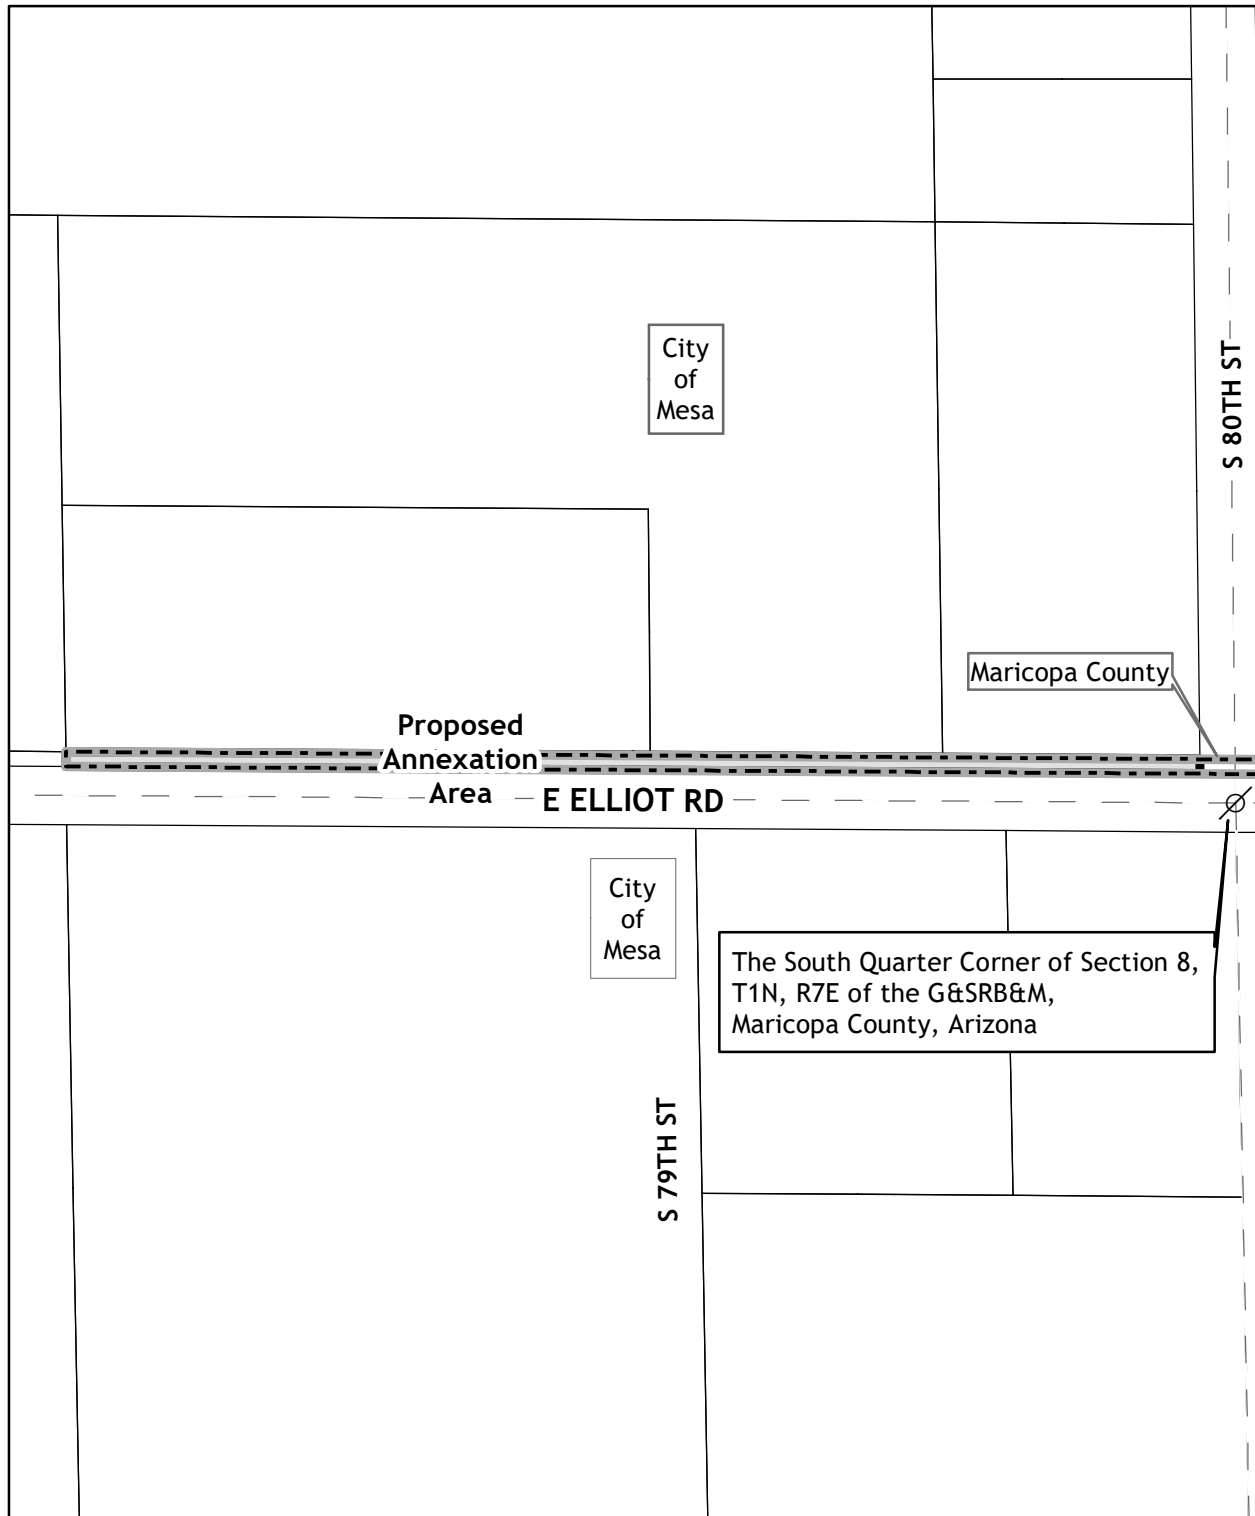 City
of
Mesa
S 80TH ST
Maricopa County
Proposed
Annexation
Area
E ELLIOT RD
City
of
Mesa
The South Quarter Corner of Section 8,
T1N, R7E of the G&SRB&M,
Maricopa County, Arizona
S 79TH ST